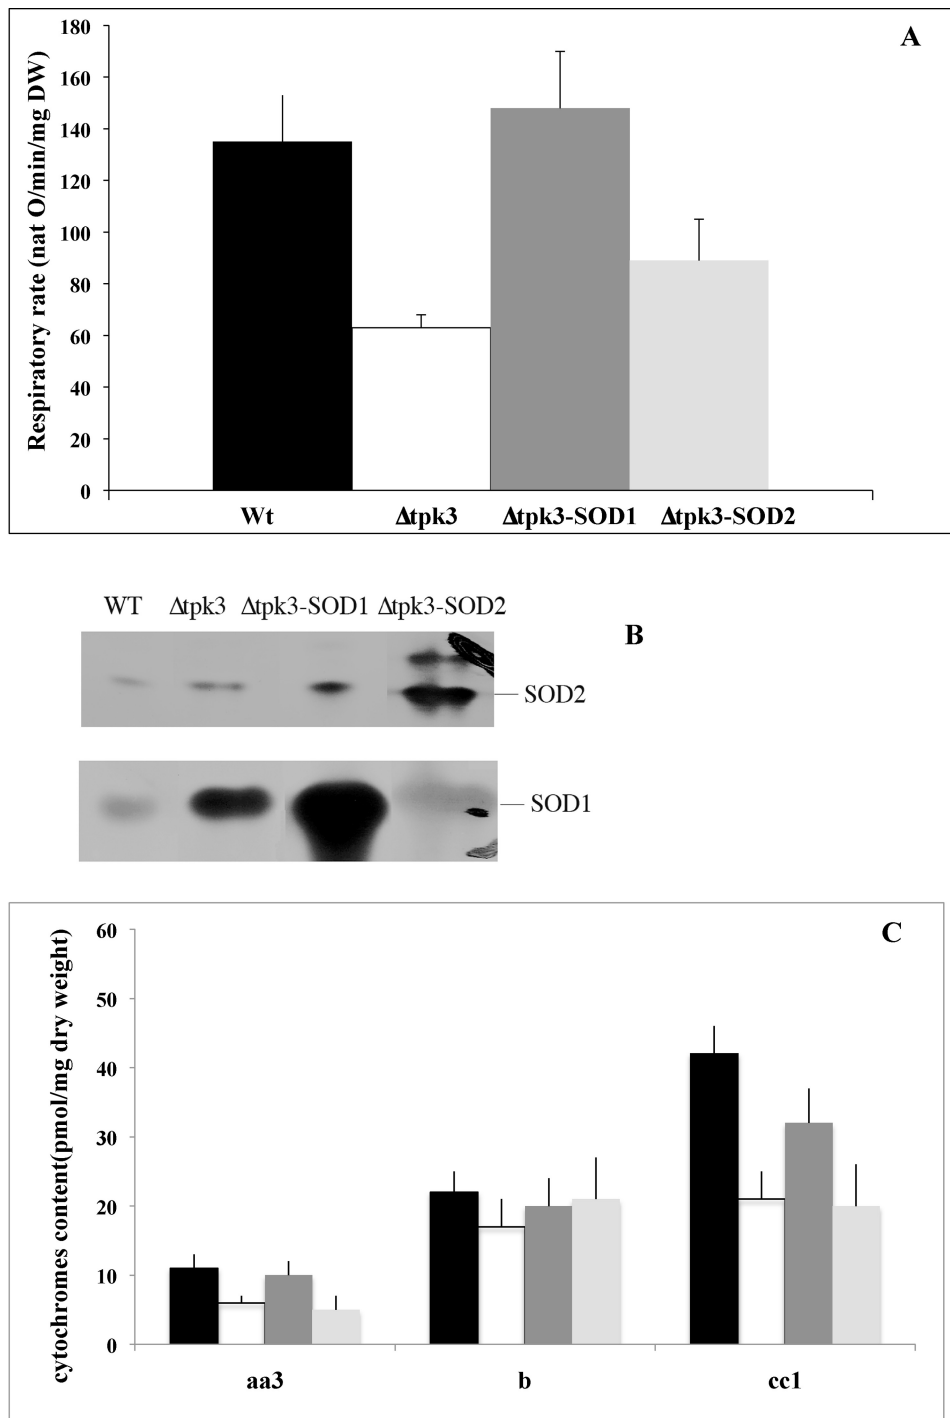 A
Respiratory rate (nat O/min/mg DW)
180
160
140
120
100
80
60
40
20
0
Wt Δtpk3 Δtpk3-SOD1 Δtpk3-SOD2
WT Δtpk3 Δtpk3-SOD1 Δtpk3-SOD2
B
SOD2
SOD1
C
cytochromes content(pmol/mg dry weight)
60
50
40
30
20
10
0
aa3 b cc1